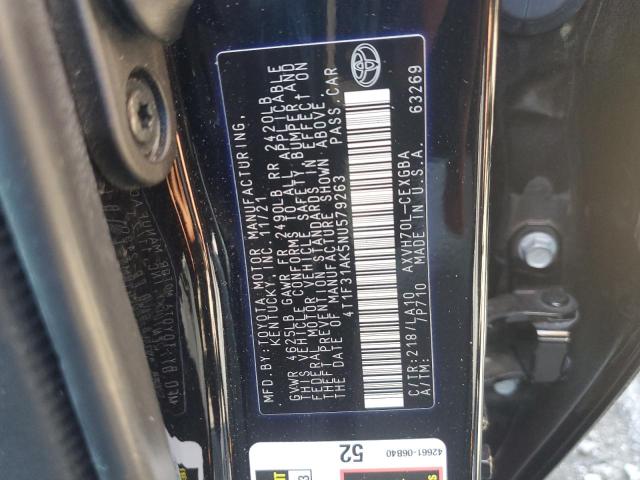 MFD. BY: TOYOTA MOTOR MANUFACTURING,
KENTUCKY, INC. 11/21
GVWR 4625LB GAWR FR 2490LB RR 2420LB
THIS VEHICLE CONFORMS TO ALL APPLICABLE
FEDERAL MOTOR VEHICLE SAFETY, BUMPER AND
THEFT PREVENTION STANDARDS IN EFFECT ON
THE DATE OF MANUFACTURE SHOWN ABOVE.
4T1F31AK5NU579263 PASS.CAR
C/TR: 218/LA10 AXVH70L-CEXGBA
A/TM: 7P710 MADE IN U.S.A. 63269
42661-06B40
52